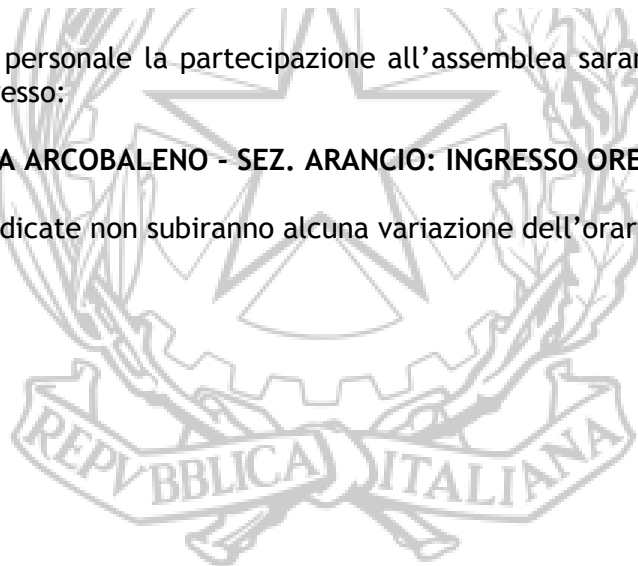 personale la partecipazione all’assemblea sarar
esso:
A ARCOBALENO - SEZ. ARANCIO: INGRESSO ORE
dicate non subiranno alcuna variazione dell’orar
REPVBBLICA ITALIANA